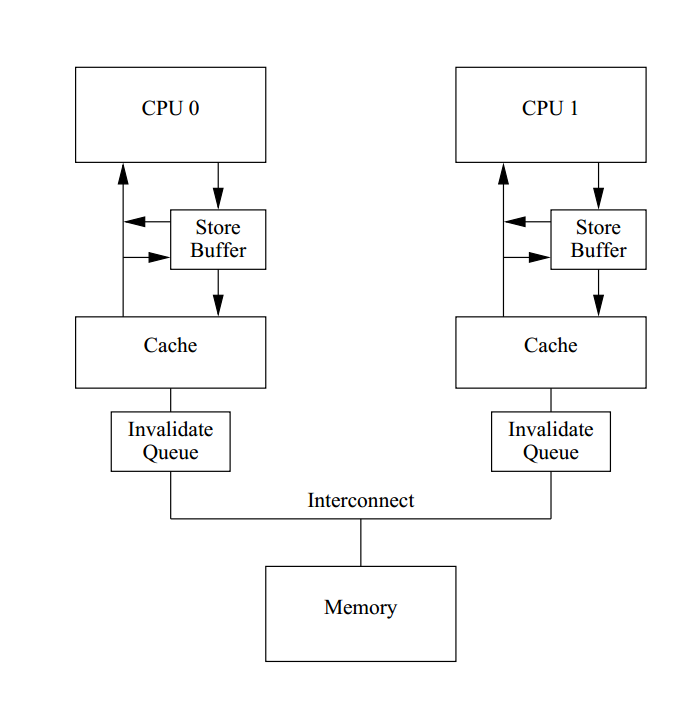 CPU 0
CPU 1
Store
Buffer
Store
Buffer
Cache
Cache
Invalidate
Queue
Invalidate
Queue
Interconnect
Memory